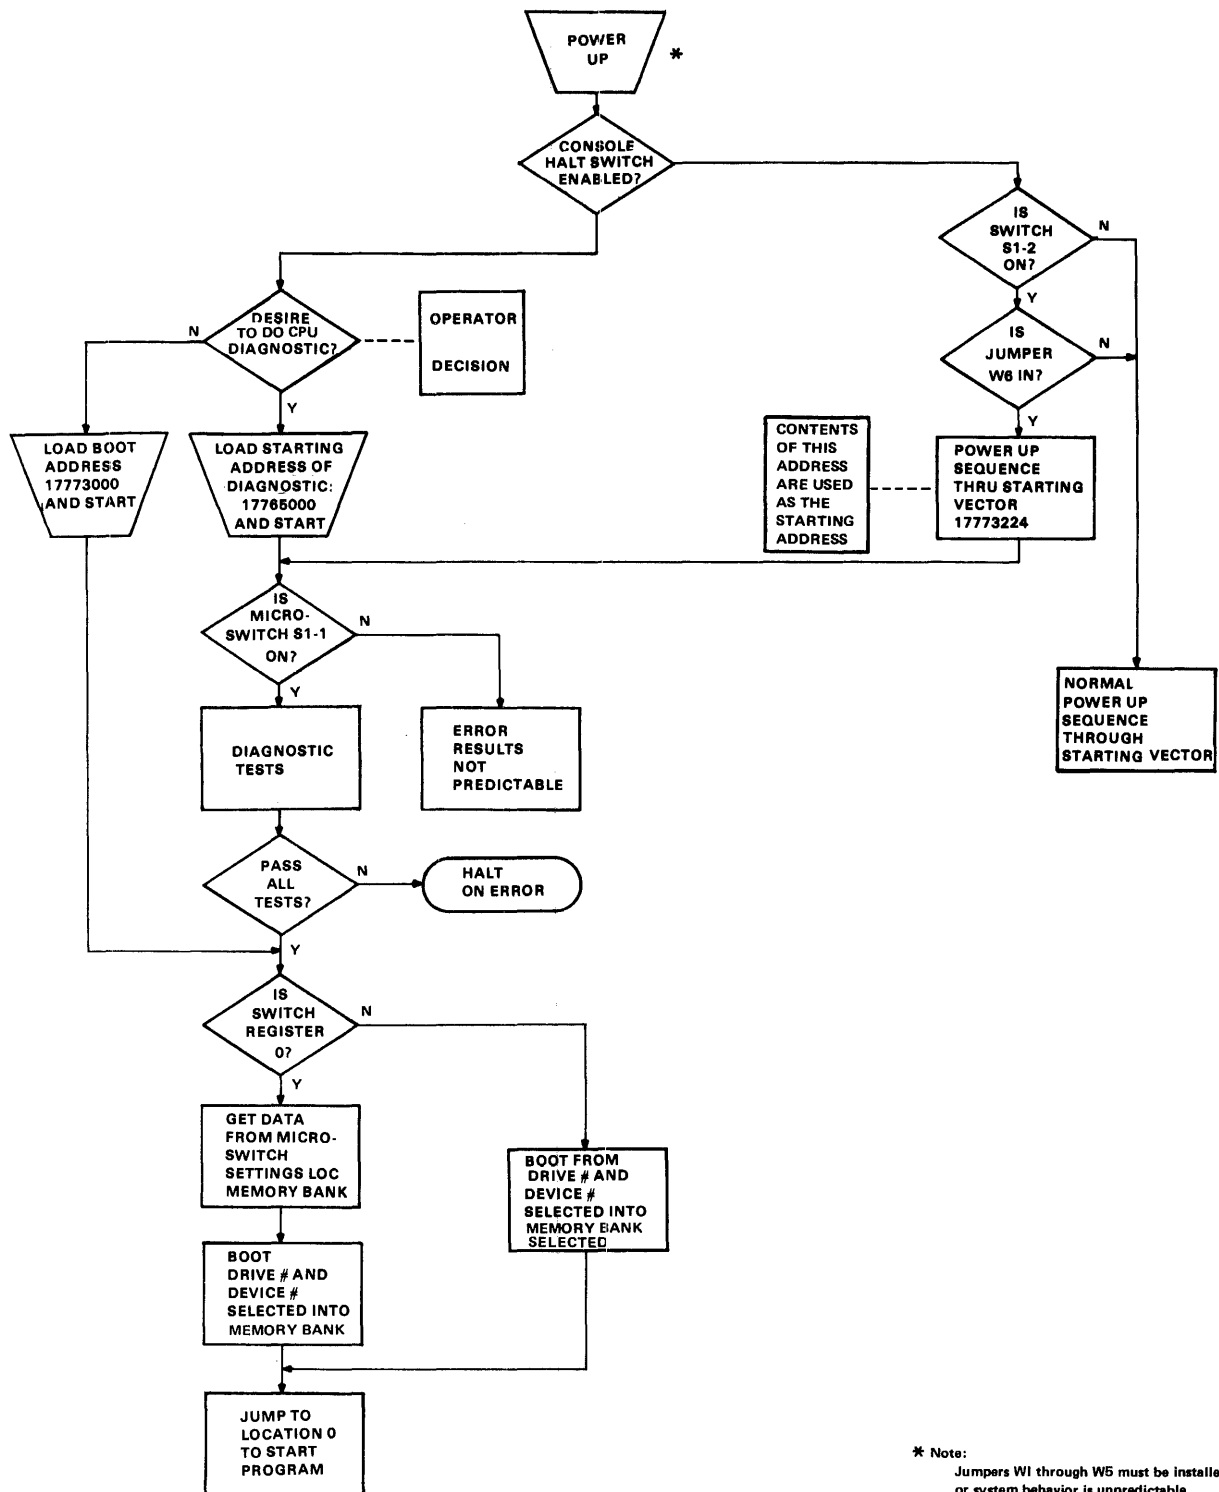 POWER
UP
*
CONSOLE
HALT SWITCH
ENABLED?
IS
SWITCH
S1-2
ON?
N
Y
DESIRE
TO DO CPU
DIAGNOSTIC?
N
Y
OPERATOR
DECISION
IS
JUMPER
W6 IN?
N
Y
LOAD BOOT
ADDRESS
17773000
AND START
LOAD STARTING
ADDRESS OF
DIAGNOSTIC:
17765000
AND START
CONTENTS
OF THIS
ADDRESS
ARE USED
AS THE
STARTING
ADDRESS
POWER UP
SEQUENCE
THRU STARTING
VECTOR
17773224
IS
MICRO-
SWITCH S1-1
ON?
N
Y
DIAGNOSTIC
TESTS
ERROR
RESULTS
NOT
PREDICTABLE
NORMAL
POWER UP
SEQUENCE
THROUGH
STARTING VECTOR
PASS
ALL
TESTS?
N
Y
HALT
ON ERROR
IS
SWITCH
REGISTER
0?
N
Y
GET DATA
FROM MICRO-
SWITCH
SETTINGS LOC
MEMORY BANK
BOOT FROM
DRIVE # AND
DEVICE #
SELECTED INTO
MEMORY BANK
SELECTED
BOOT
DRIVE # AND
DEVICE #
SELECTED INTO
MEMORY BANK
JUMP TO
LOCATION 0
TO START
PROGRAM
* Note:
Jumpers W1 through W5 must be installe
or system behavior is unpredictable